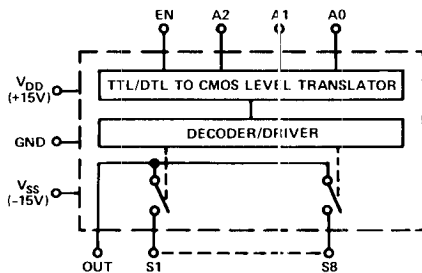 EN A2 A1 A0
VDD
(+15V)
TTL/DTL TO CMOS LEVEL TRANSLATOR
GND
DECODER/DRIVER
VSS
(-15V)
OUT S1 S8